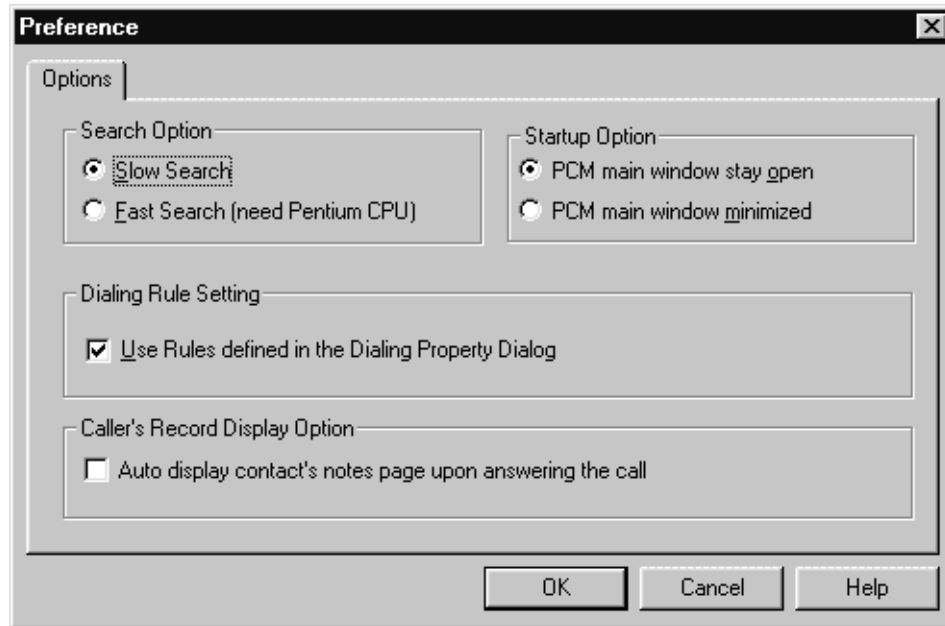 Preference
Options
Search Option
Slow Search
Fast Search (need Pentium CPU)
Startup Option
PCM main window stay open
PCM main window minimized
Dialing Rule Setting
Use Rules defined in the Dialing Property Dialog
Caller's Record Display Option
Auto display contact's notes page upon answering the call
OK
Cancel
Help